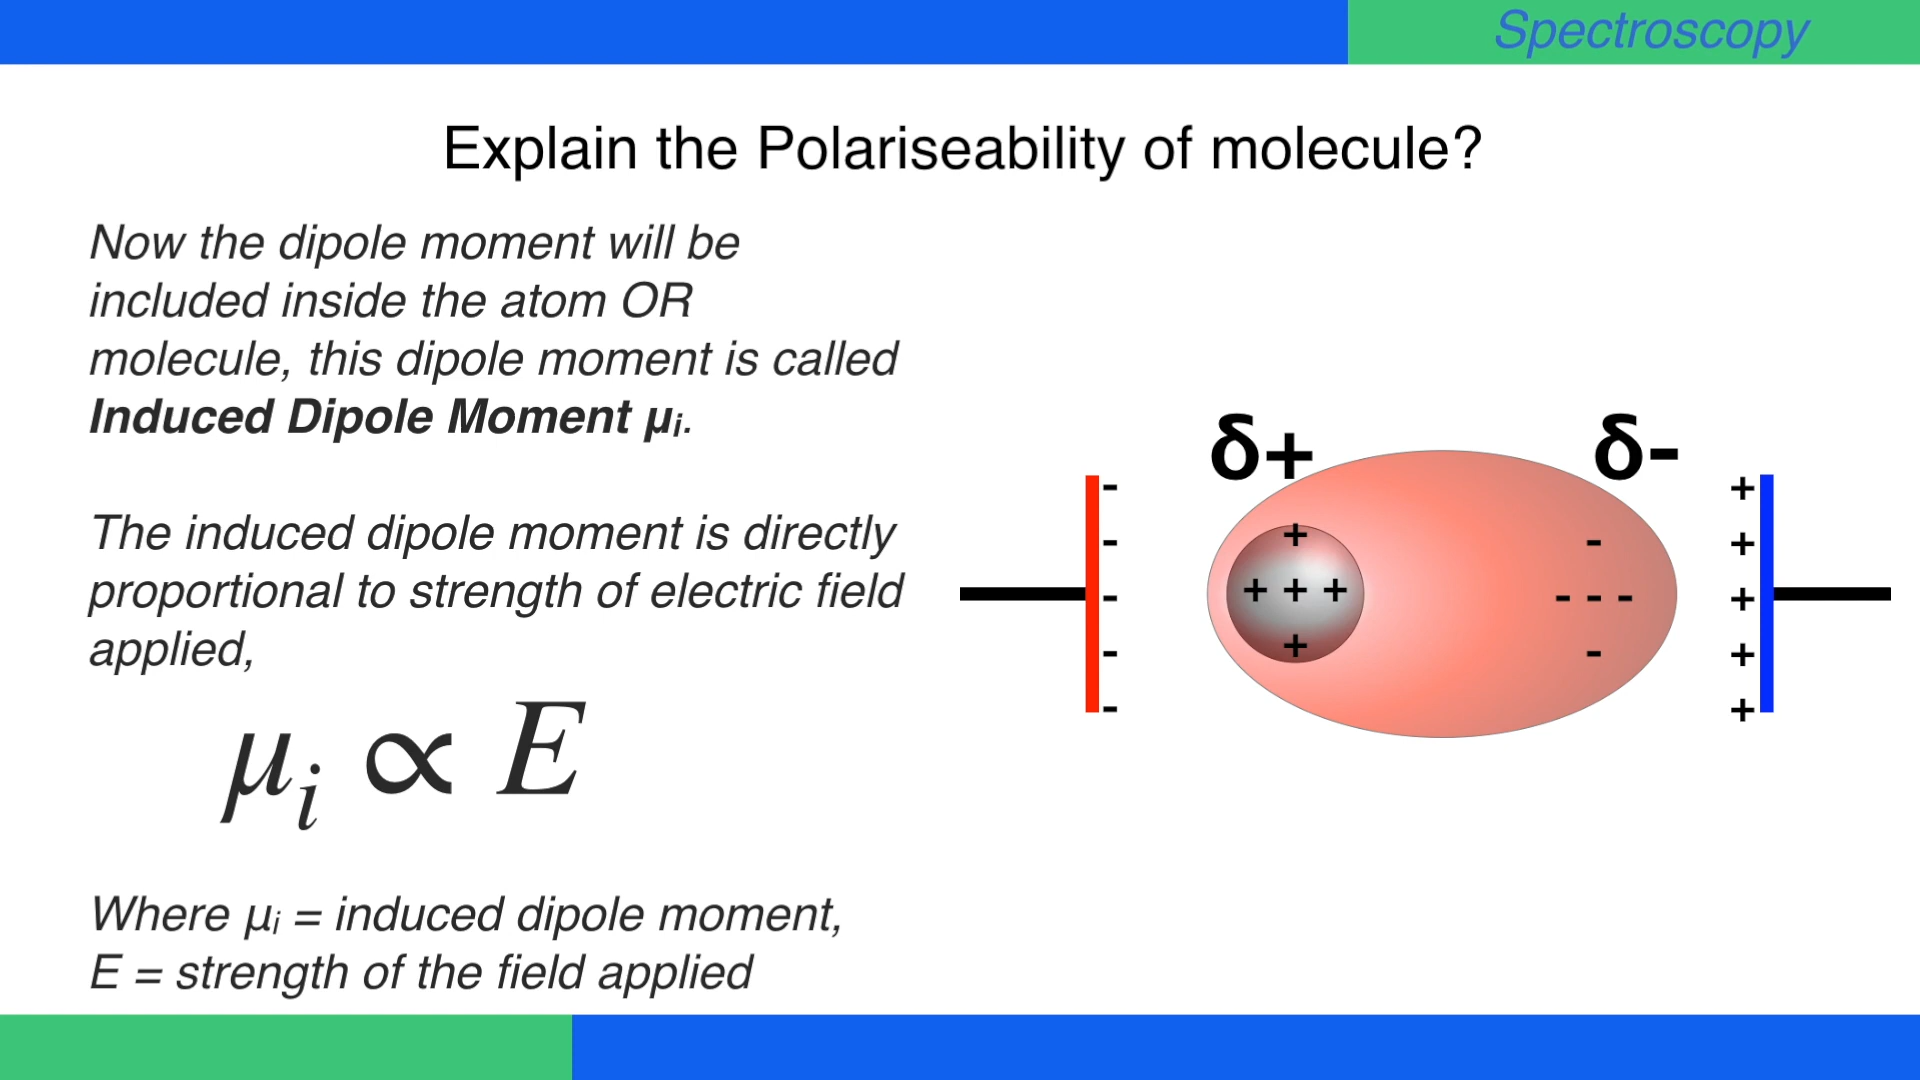 Spectroscopy
Explain the Polariseability of molecule?
Now the dipole moment will be
included inside the atom OR
molecule, this dipole moment is called
Induced Dipole Moment μᵢ.
The induced dipole moment is directly
proportional to strength of electric field
applied,
μᵢ ∝ E
Where μᵢ = induced dipole moment,
E = strength of the field applied
δ+ δ-
- + - +
- + + + + - - - +
- + - +
- +